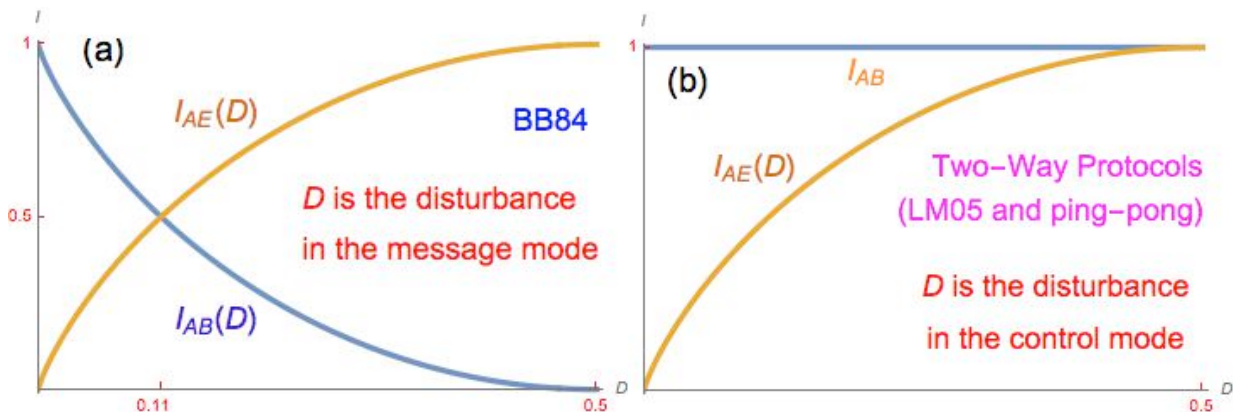 I
1
(a)
I_AE(D)
BB84
0.5
D is the disturbance
in the message mode
I_AB(D)
0.11
0.5
D
I
1
(b)
I_AB
I_AE(D)
Two-Way Protocols
(LM05 and ping-pong)
D is the disturbance
in the control mode
0.5
D